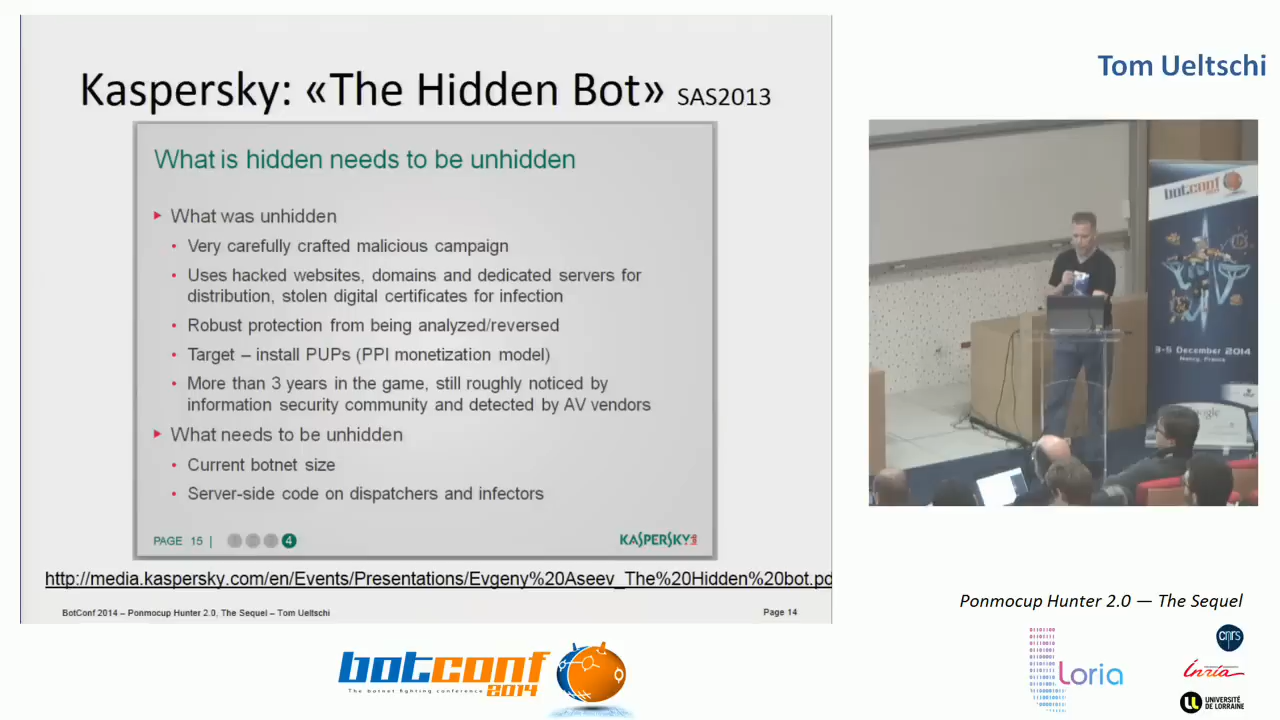 Kaspersky: «The Hidden Bot» SAS2013
What is hidden needs to be unhidden
What was unhidden
• Very carefully crafted malicious campaign
• Uses hacked websites, domains and dedicated servers for
distribution, stolen digital certificates for infection
• Robust protection from being analyzed/reversed
• Target – install PUPs (PPI monetization model)
• More than 3 years in the game, still roughly noticed by
information security community and detected by AV vendors
What needs to be unhidden
• Current botnet size
• Server-side code on dispatchers and infectors
PAGE 15 | 4
KASPERSKY lab
http://media.kaspersky.com/en/Events/Presentations/Evgeny%20Aseev_The%20Hidden%20bot.pd
BotConf 2014 – Ponmocup Hunter 2.0, The Sequel – Tom Ueltschi
Page 14
Tom Ueltschi
botconf
3-5 December 2014
Nancy, France
Google
Ponmocup Hunter 2.0 — The Sequel
botconf
The botnet fighting conference 2014
Loria
cnrs
Inria
UNIVERSITÉ
DE LORRAINE